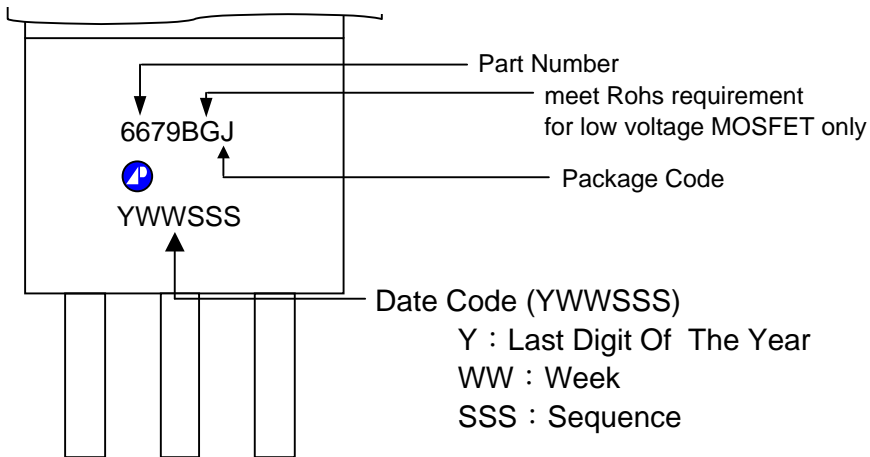 Part Number
meet Rohs requirement
for low voltage MOSFET only
6679BGJ
Package Code
YWWSSS
Date Code (YWWSSS)
Y：Last Digit Of The Year
WW：Week
SSS：Sequence